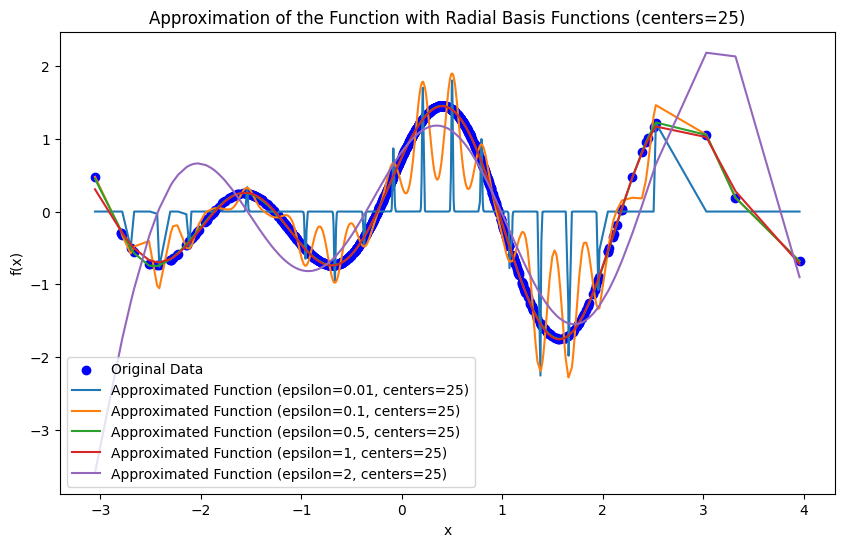 Approximation of the Function with Radial Basis Functions (centers=25)
f(x)
2
1
0
−1
−2
−3
Original Data
Approximated Function (epsilon=0.01, centers=25)
Approximated Function (epsilon=0.1, centers=25)
Approximated Function (epsilon=0.5, centers=25)
Approximated Function (epsilon=1, centers=25)
Approximated Function (epsilon=2, centers=25)
−3 −2 −1 0 1 2 3 4
x